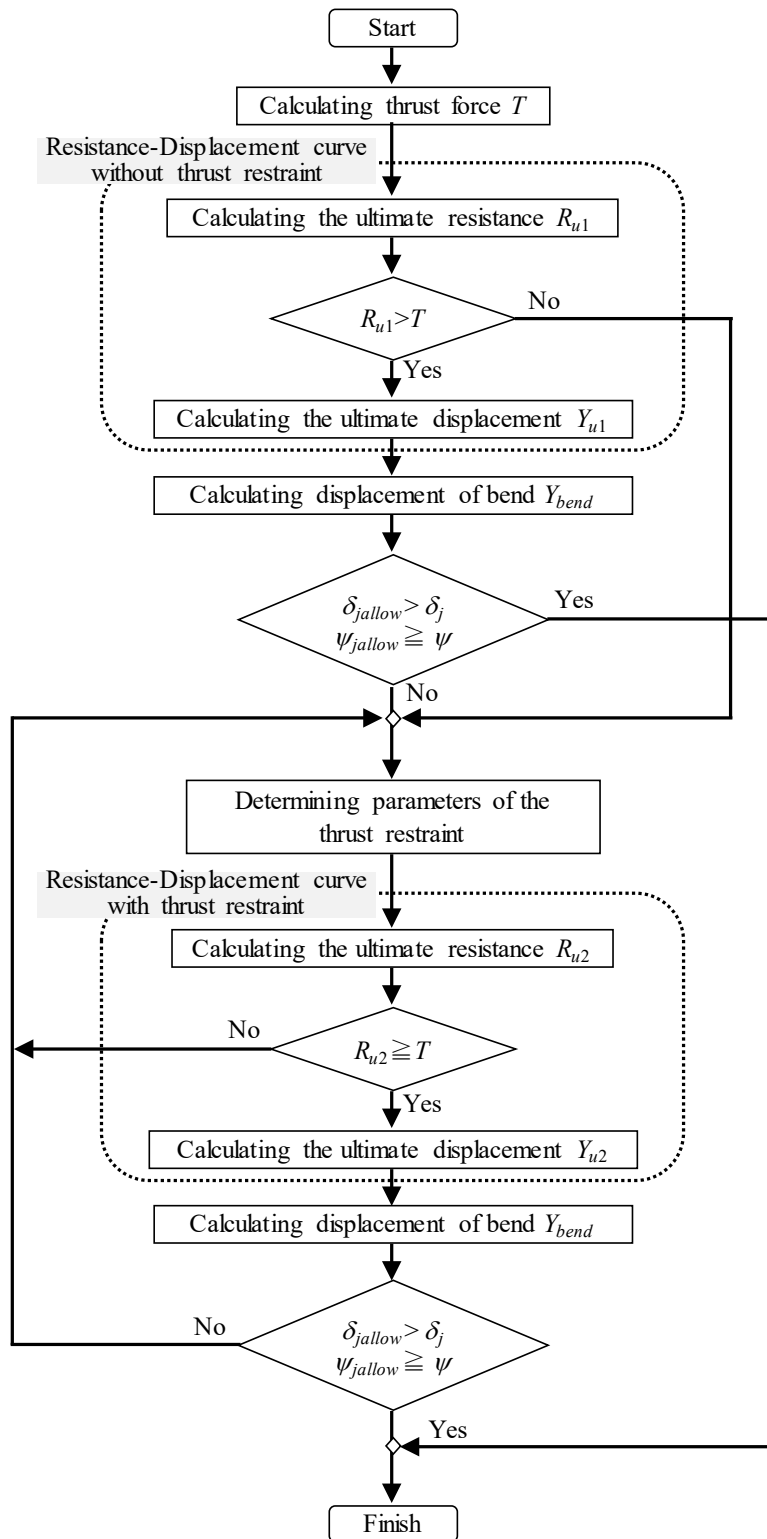 Start
Calculating thrust force T
Resistance-Displacement curve
without thrust restraint
Calculating the ultimate resistance Ru1
No
Ru1>T
Yes
Calculating the ultimate displacement Yu1
Calculating displacement of bend Ybend
δjallow> δj
Yes
ψjallow≧ ψ
No
Determining parameters of the
thrust restraint
Resistance-Displacement curve
with thrust restraint
Calculating the ultimate resistance Ru2
No
Ru2≧T
Yes
Calculating the ultimate displacement Yu2
Calculating displacement of bend Ybend
No
δjallow> δj
ψjallow≧ ψ
Yes
Finish